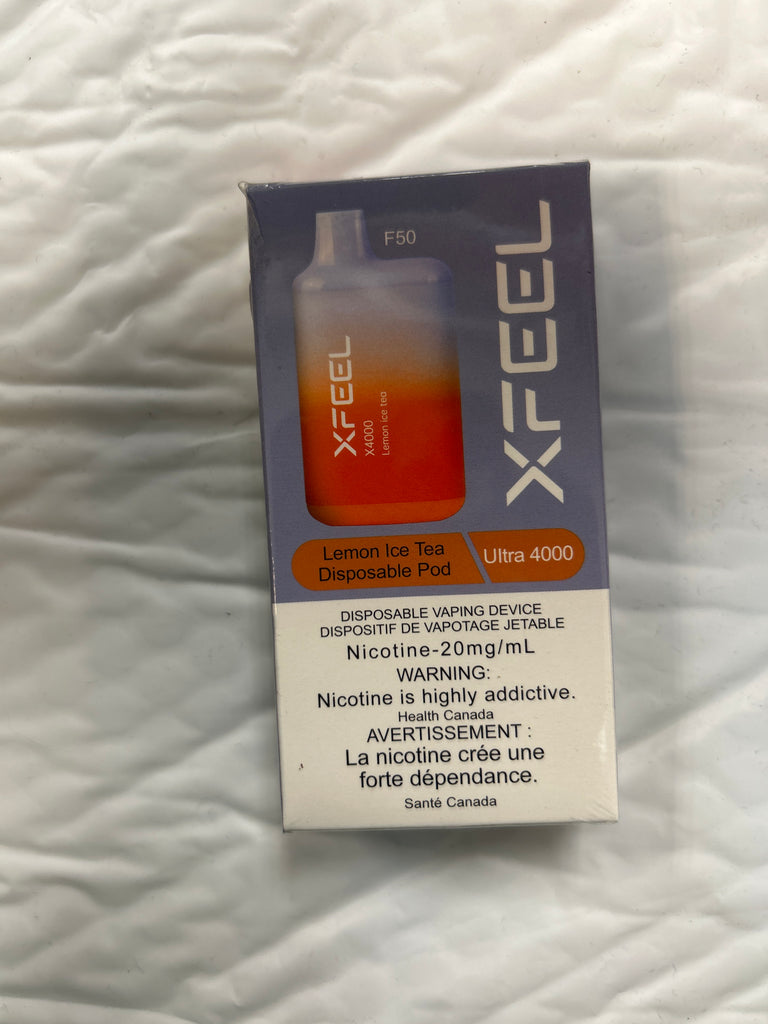 F50
XFEEL
XFEEL
X4000
Lemon ice tea
Lemon Ice Tea
Disposable Pod
Ultra 4000
DISPOSABLE VAPING DEVICE
DISPOSITIF DE VAPOTAGE JETABLE
Nicotine-20mg/mL
WARNING:
Nicotine is highly addictive.
Health Canada
AVERTISSEMENT :
La nicotine crée une
forte dépendance.
Santé Canada